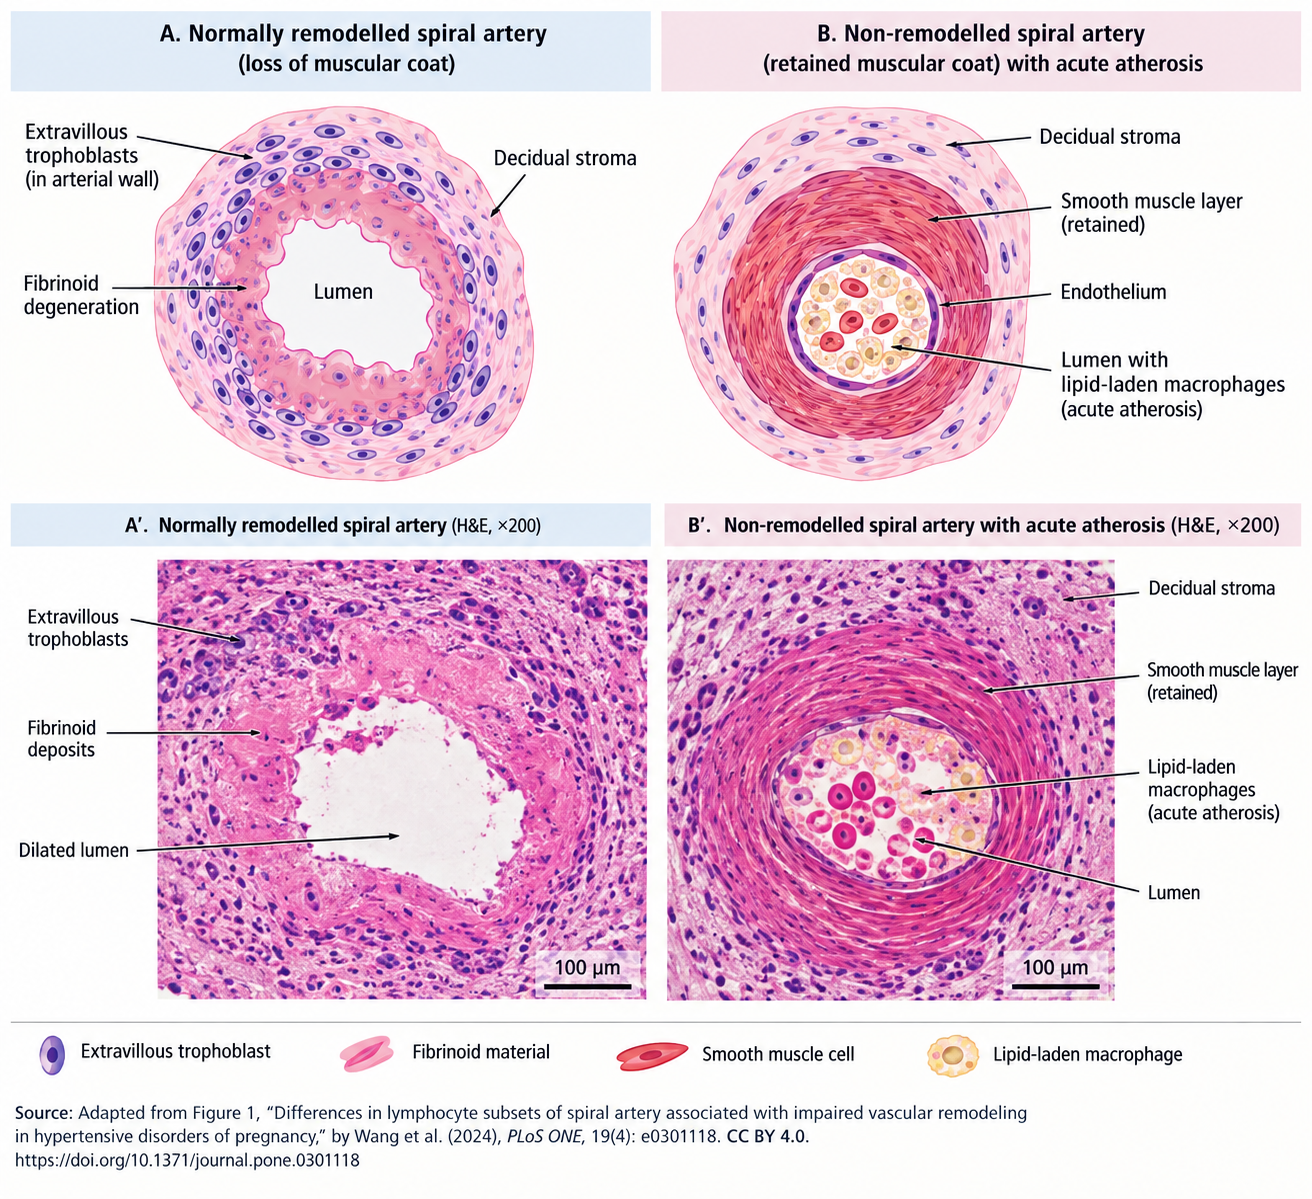 A. Normally remodelled spiral artery
(loss of muscular coat)
B. Non-remodelled spiral artery
(retained muscular coat) with acute atherosis
Extravillous
trophoblasts
(in arterial wall)
Decidual stroma
Fibrinoid
degeneration
Lumen
Decidual stroma
Smooth muscle layer
(retained)
Endothelium
Lumen with
lipid-laden macrophages
(acute atherosis)
A′. Normally remodelled spiral artery (H&E, ×200)
B′. Non-remodelled spiral artery with acute atherosis (H&E, ×200)
Extravillous
trophoblasts
Fibrinoid
deposits
Dilated lumen
100 µm
Decidual stroma
Smooth muscle layer
(retained)
Lipid-laden
macrophages
(acute atherosis)
Lumen
100 µm
Extravillous trophoblast
Fibrinoid material
Smooth muscle cell
Lipid-laden macrophage
Source: Adapted from Figure 1, “Differences in lymphocyte subsets of spiral artery associated with impaired vascular remodeling
in hypertensive disorders of pregnancy,” by Wang et al. (2024), PLoS ONE, 19(4): e0301118. CC BY 4.0.
https://doi.org/10.1371/journal.pone.0301118